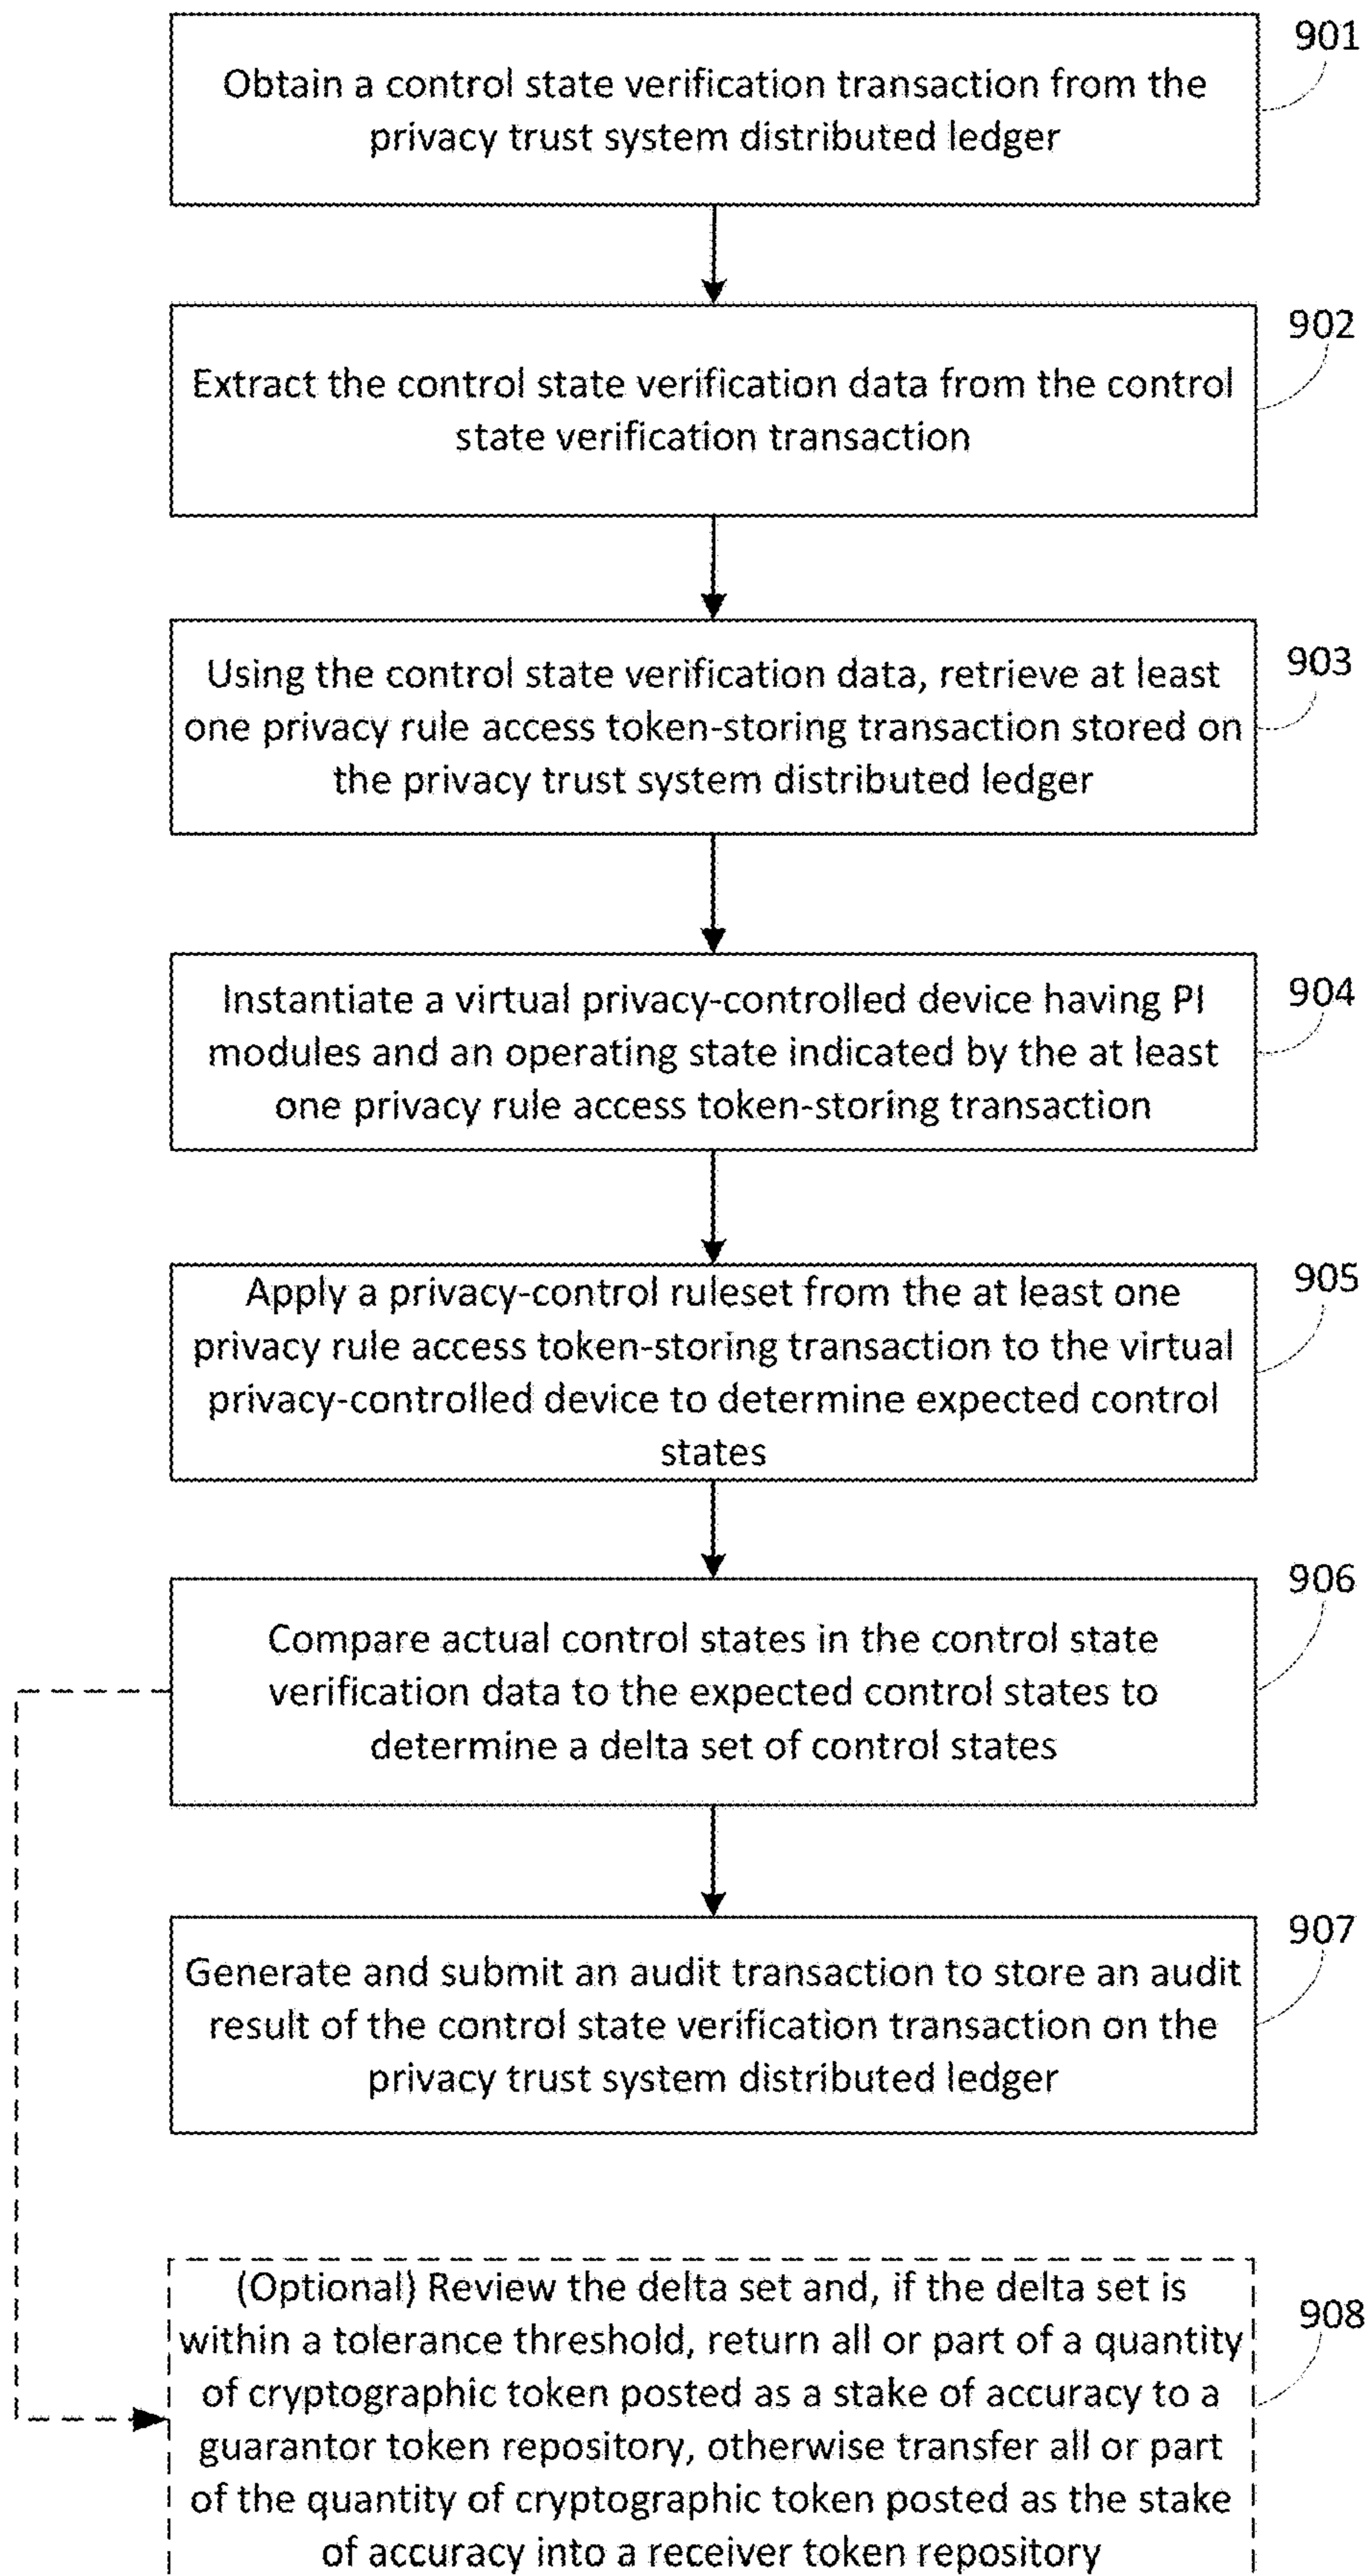 901
Obtain a control state verification transaction from the
privacy trust system distributed ledger
902
Extract the control state verification data from the control
state verification transaction
903
Using the control state verification data, retrieve at least
one privacy rule access token-storing transaction stored on
the privacy trust system distributed ledger
904
Instantiate a virtual privacy-controlled device having PI
modules and an operating state indicated by the at least
one privacy rule access token-storing transaction
905
Apply a privacy-control ruleset from the at least one
privacy rule access token-storing transaction to the virtual
privacy-controlled device to determine expected control
states
906
Compare actual control states in the control state
verification data to the expected control states to
determine a delta set of control states
907
Generate and submit an audit transaction to store an audit
result of the control state verification transaction on the
privacy trust system distributed ledger
908
(Optional) Review the delta set and, if the delta set is
within a tolerance threshold, return all or part of a quantity
of cryptographic token posted as a stake of accuracy to a
guarantor token repository, otherwise transfer all or part
of the quantity of cryptographic token posted as the stake
of accuracy into a receiver token repository